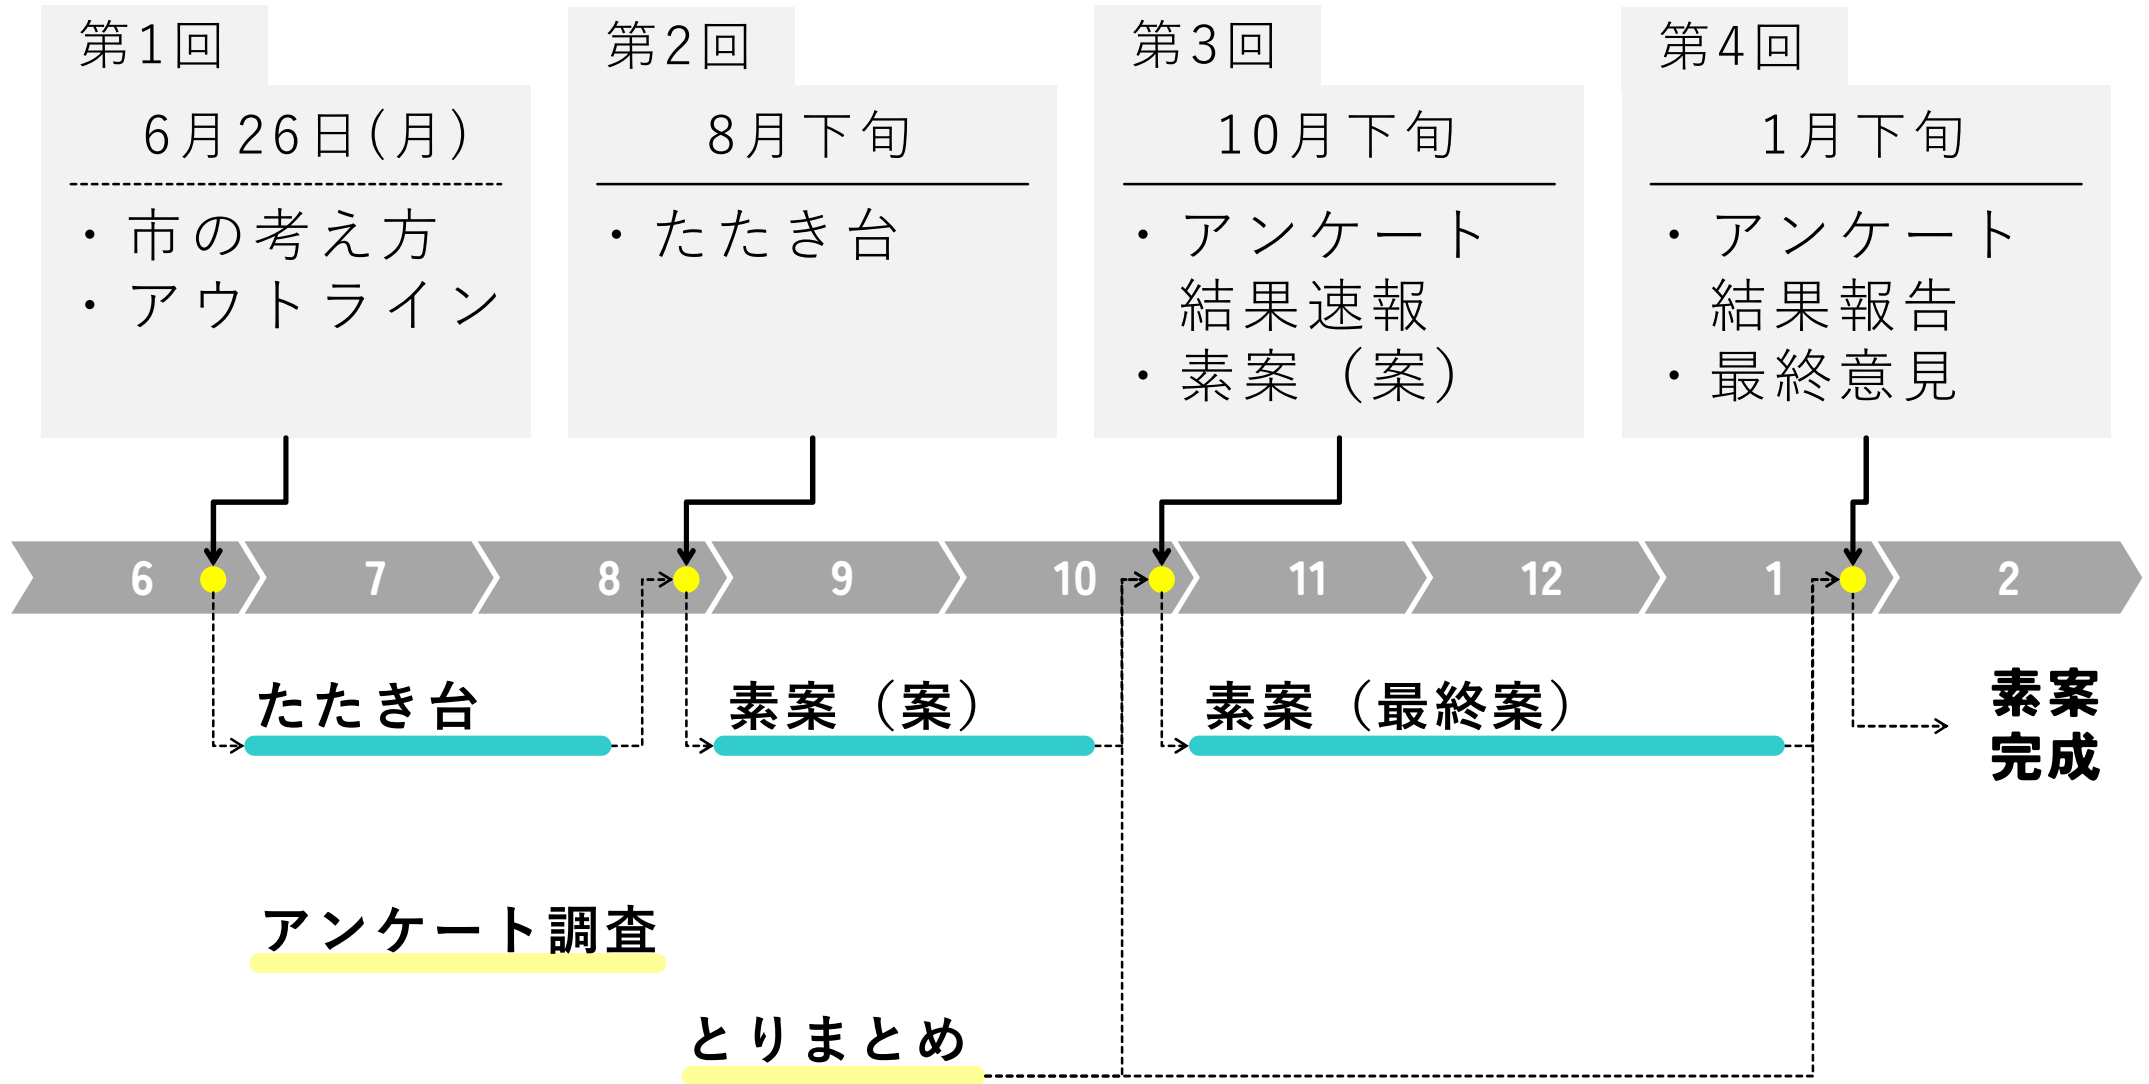 第1回
6月26日(月)
・市の考え方
・アウトライン
第2回
8月下旬
・たたき台
第3回
10月下旬
・アンケート
結果速報
・素案（案）
第4回
1月下旬
・アンケート
結果報告
・最終意見
6 7 8 9 10 11 12 1 2
たたき台
素案（案）
素案（最終案）
素案
完成
アンケート調査
とりまとめ